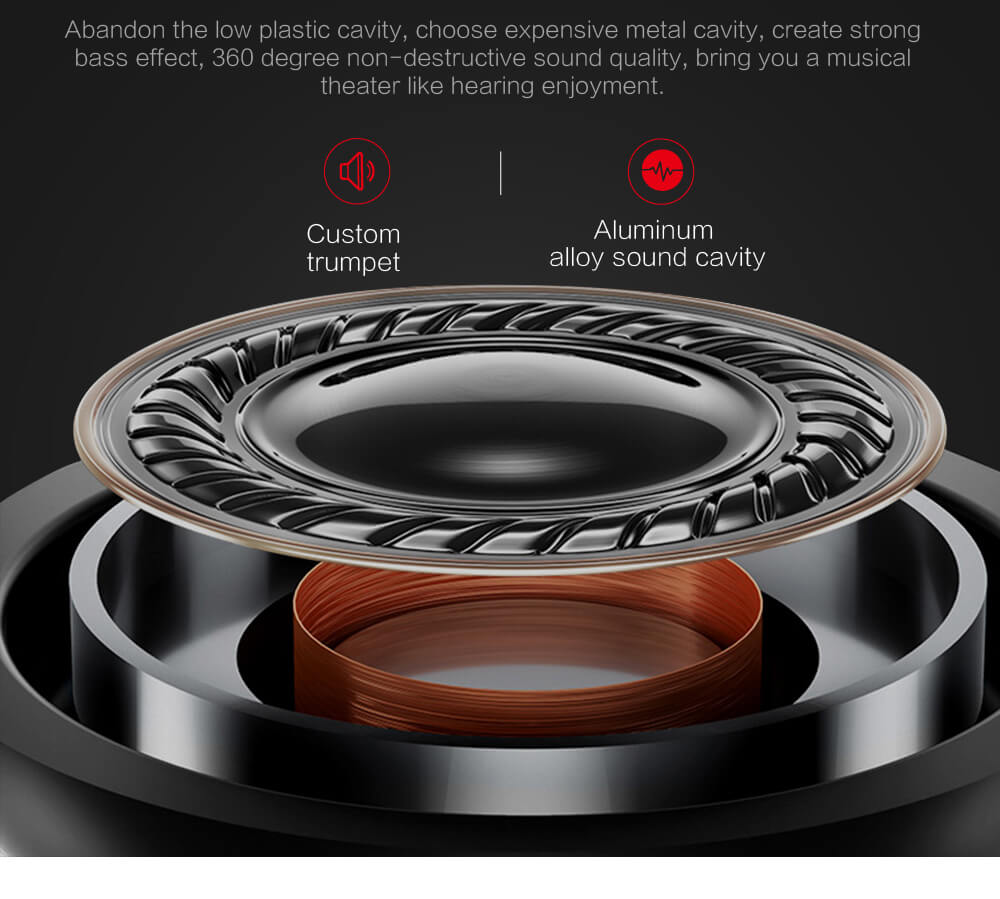 Abandon the low plastic cavity, choose expensive metal cavity, create strong
bass effect, 360 degree non-destructive sound quality, bring you a musical
theater like hearing enjoyment.
Custom
trumpet
Aluminum
alloy sound cavity